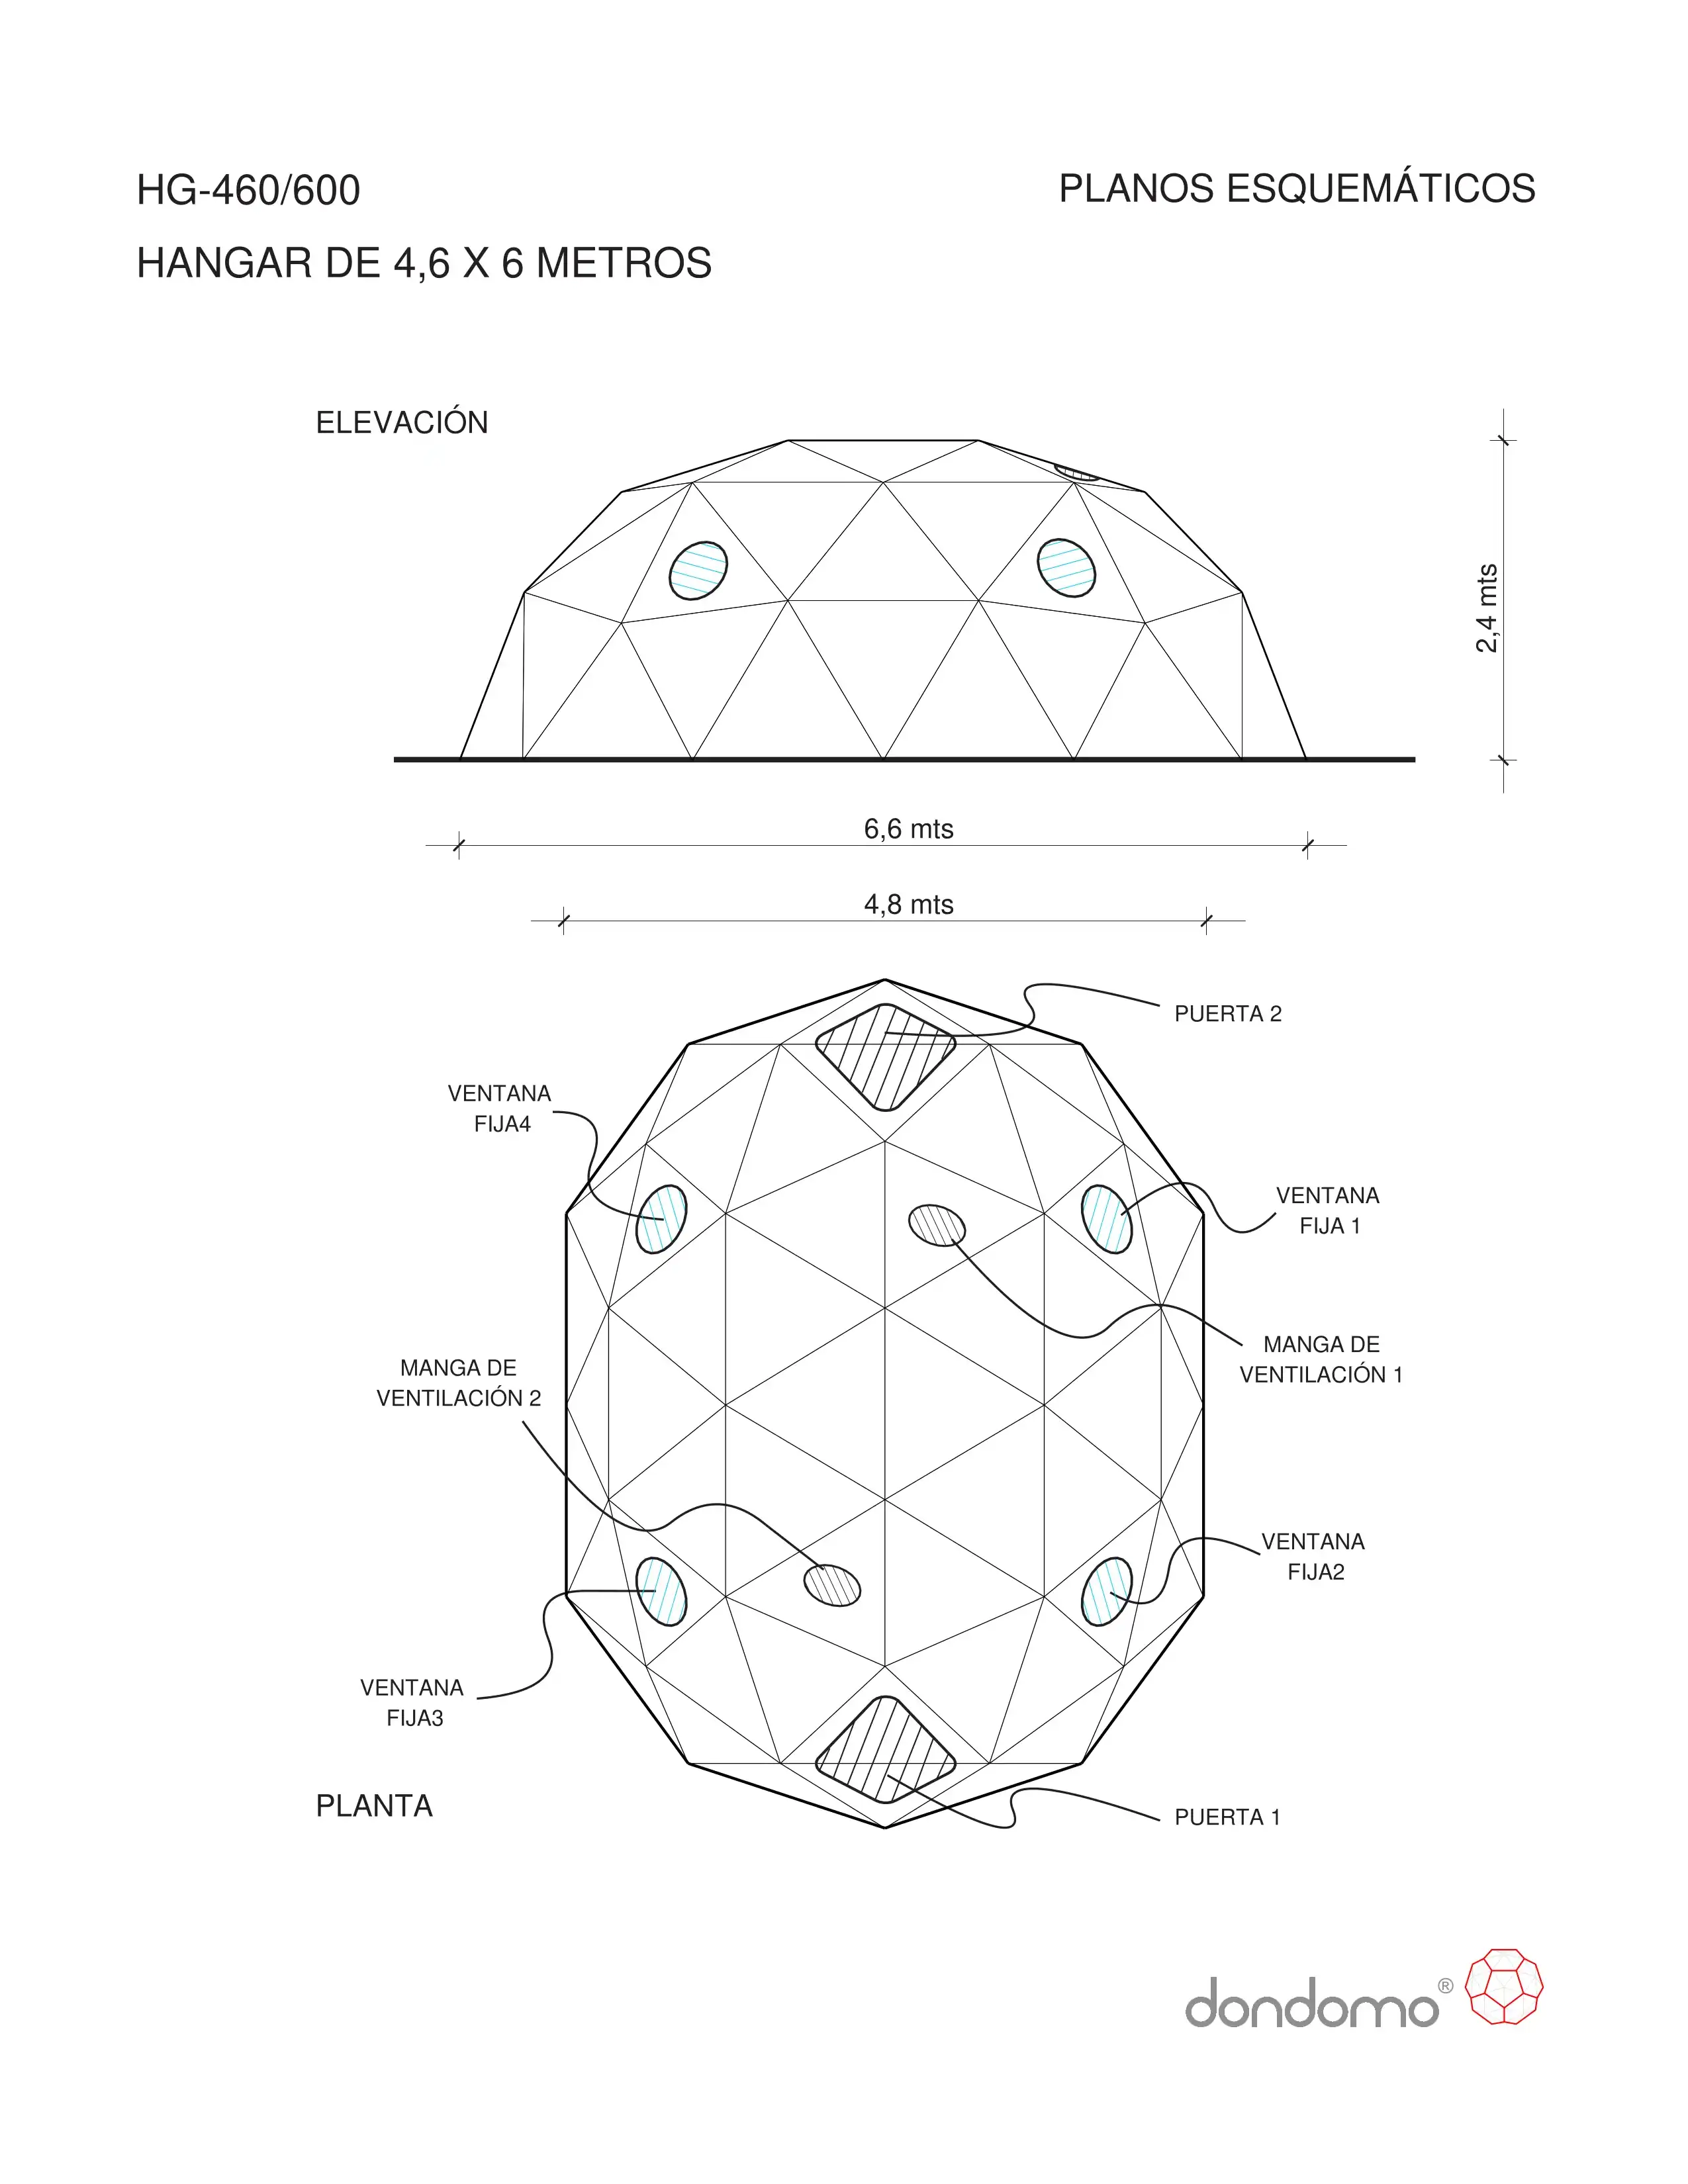 HG-460/600
PLANOS ESQUEMÁTICOS
HANGAR DE 4,6 X 6 METROS
ELEVACIÓN
2,4 mts
6,6 mts
4,8 mts
PUERTA 2
VENTANA
FIJA4
VENTANA
FIJA 1
MANGA DE
VENTILACIÓN 1
MANGA DE
VENTILACIÓN 2
VENTANA
FIJA2
VENTANA
FIJA3
PLANTA
PUERTA 1
dondomo®